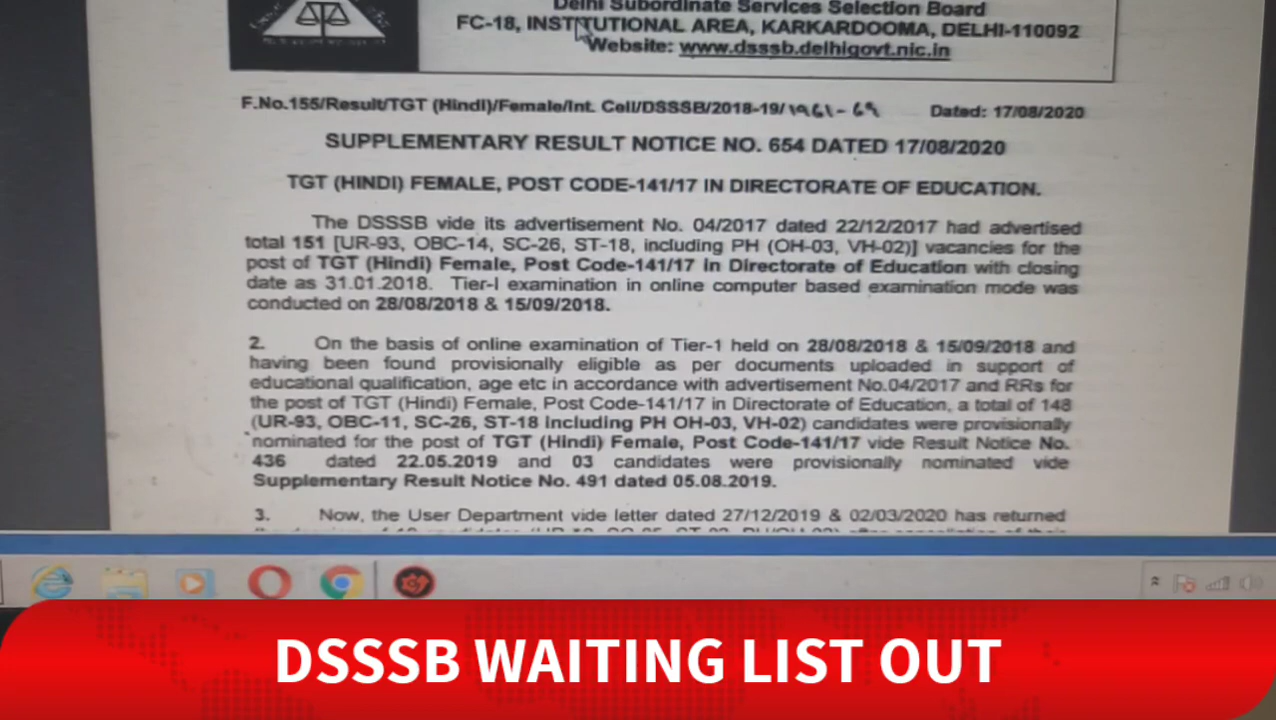 Delhi Subordinate Services Selection Board
FC-18, INSTITUTIONAL AREA, KARKARDOOMA, DELHI-110092
Website: www.dsssb.delhigovt.nic.in
F.No.155/Result/TGT (Hindi)/Female/Int. Cell/DSSSB/2018-19/1961-69 Dated: 17/08/2020
SUPPLEMENTARY RESULT NOTICE NO. 654 DATED 17/08/2020
TGT (HINDI) FEMALE, POST CODE-141/17 IN DIRECTORATE OF EDUCATION.
The DSSSB vide its advertisement No. 04/2017 dated 22/12/2017 had advertised
total 151 [UR-93, OBC-14, SC-26, ST-18, including PH (OH-03, VH-02)] vacancies for the
post of TGT (Hindi) Female, Post Code-141/17 in Directorate of Education with closing
date as 31.01.2018. Tier-I examination in online computer based examination mode was
conducted on 28/08/2018 & 15/09/2018.
2. On the basis of online examination of Tier-1 held on 28/08/2018 & 15/09/2018 and
having been found provisionally eligible as per documents uploaded in support of
educational qualification, age etc in accordance with advertisement No.04/2017 and RRs for
the post of TGT (Hindi) Female, Post Code-141/17 in Directorate of Education, a total of 148
(UR-93, OBC-11, SC-26, ST-18 including PH OH-03, VH-02) candidates were provisionally
nominated for the post of TGT (Hindi) Female, Post Code-141/17 vide Result Notice No.
436 dated 22.05.2019 and 03 candidates were provisionally nominated vide
Supplementary Result Notice No. 491 dated 05.08.2019.
3. Now, the User Department vide letter dated 27/12/2019 & 02/03/2020 has returned
DSSSB WAITING LIST OUT